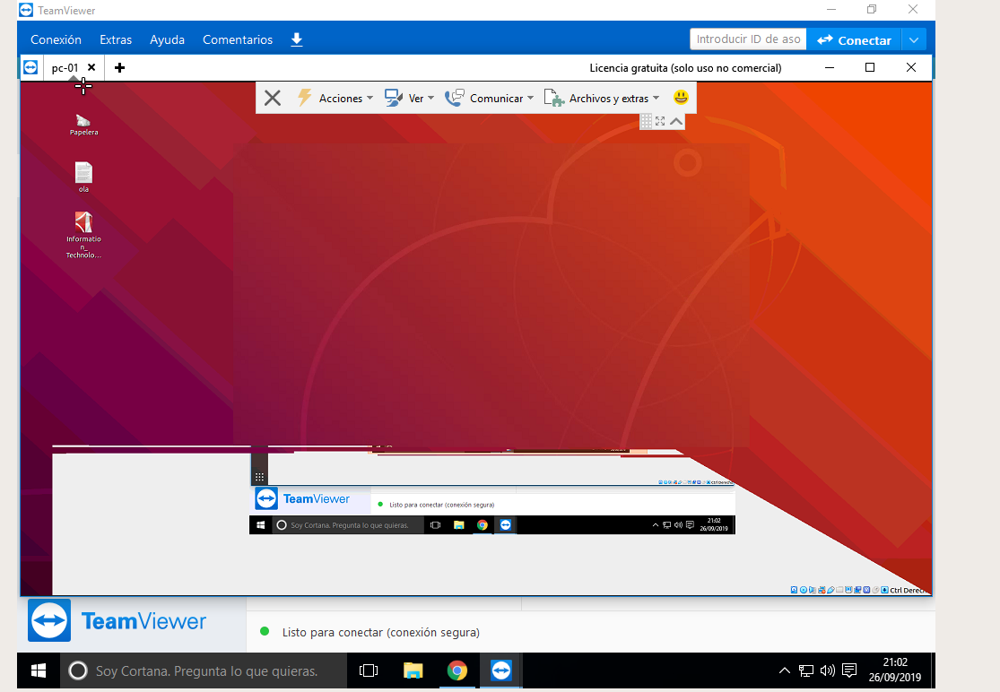 TeamViewer
Conexión Extras Ayuda Comentarios Introducir ID de aso Conectar
pc-01 Licencia gratuita (solo uso no comercial)
Acciones Ver Comunicar Archivos y extras
Papelera
ola
Informatio
n_
Technolo...
TeamViewer
Listo para conectar (conexión segura)
Soy Cortana. Pregunta lo que quieras.
21:02
26/09/2019
Ctrl Derech
TeamViewer
Listo para conectar (conexión segura)
Soy Cortana. Pregunta lo que quieras.
21:02
26/09/2019